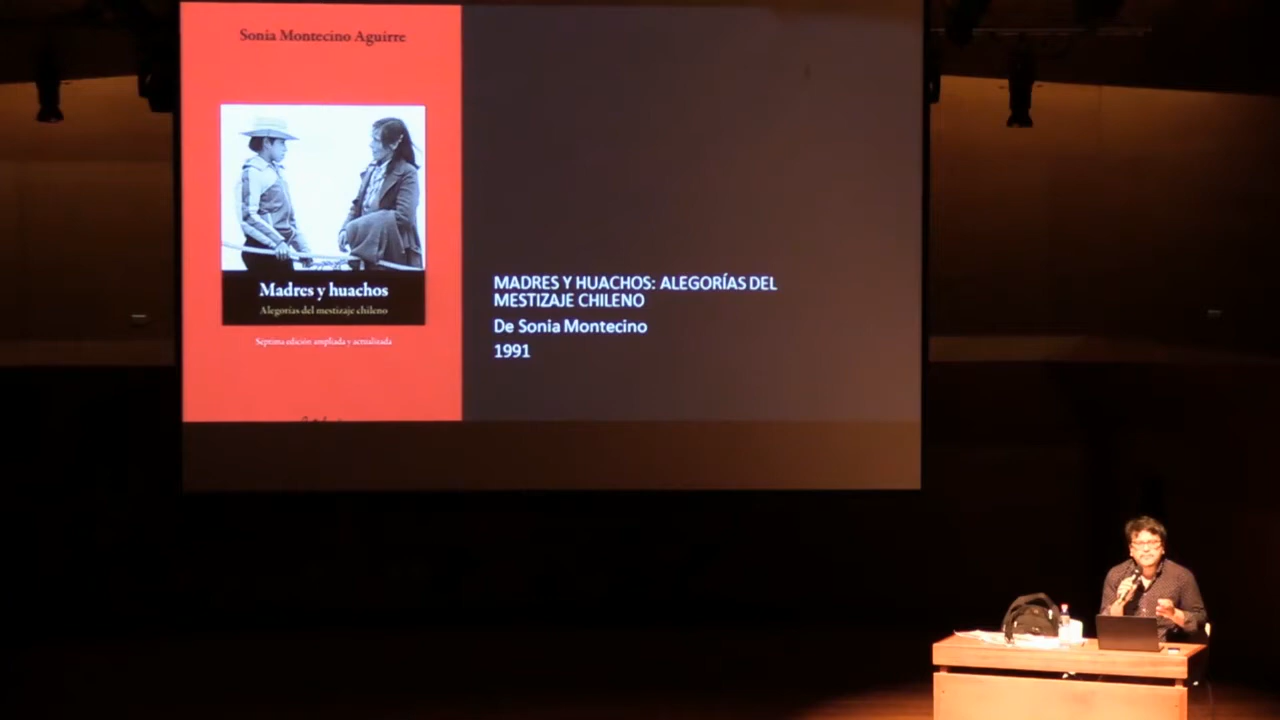 Sonia Montecino Aguirre
Madres y huachos
Alegorías del mestizaje chileno
Séptima edición ampliada y actualizada
MADRES Y HUACHOS: ALEGORÍAS DEL
MESTIZAJE CHILENO
De Sonia Montecino
1991